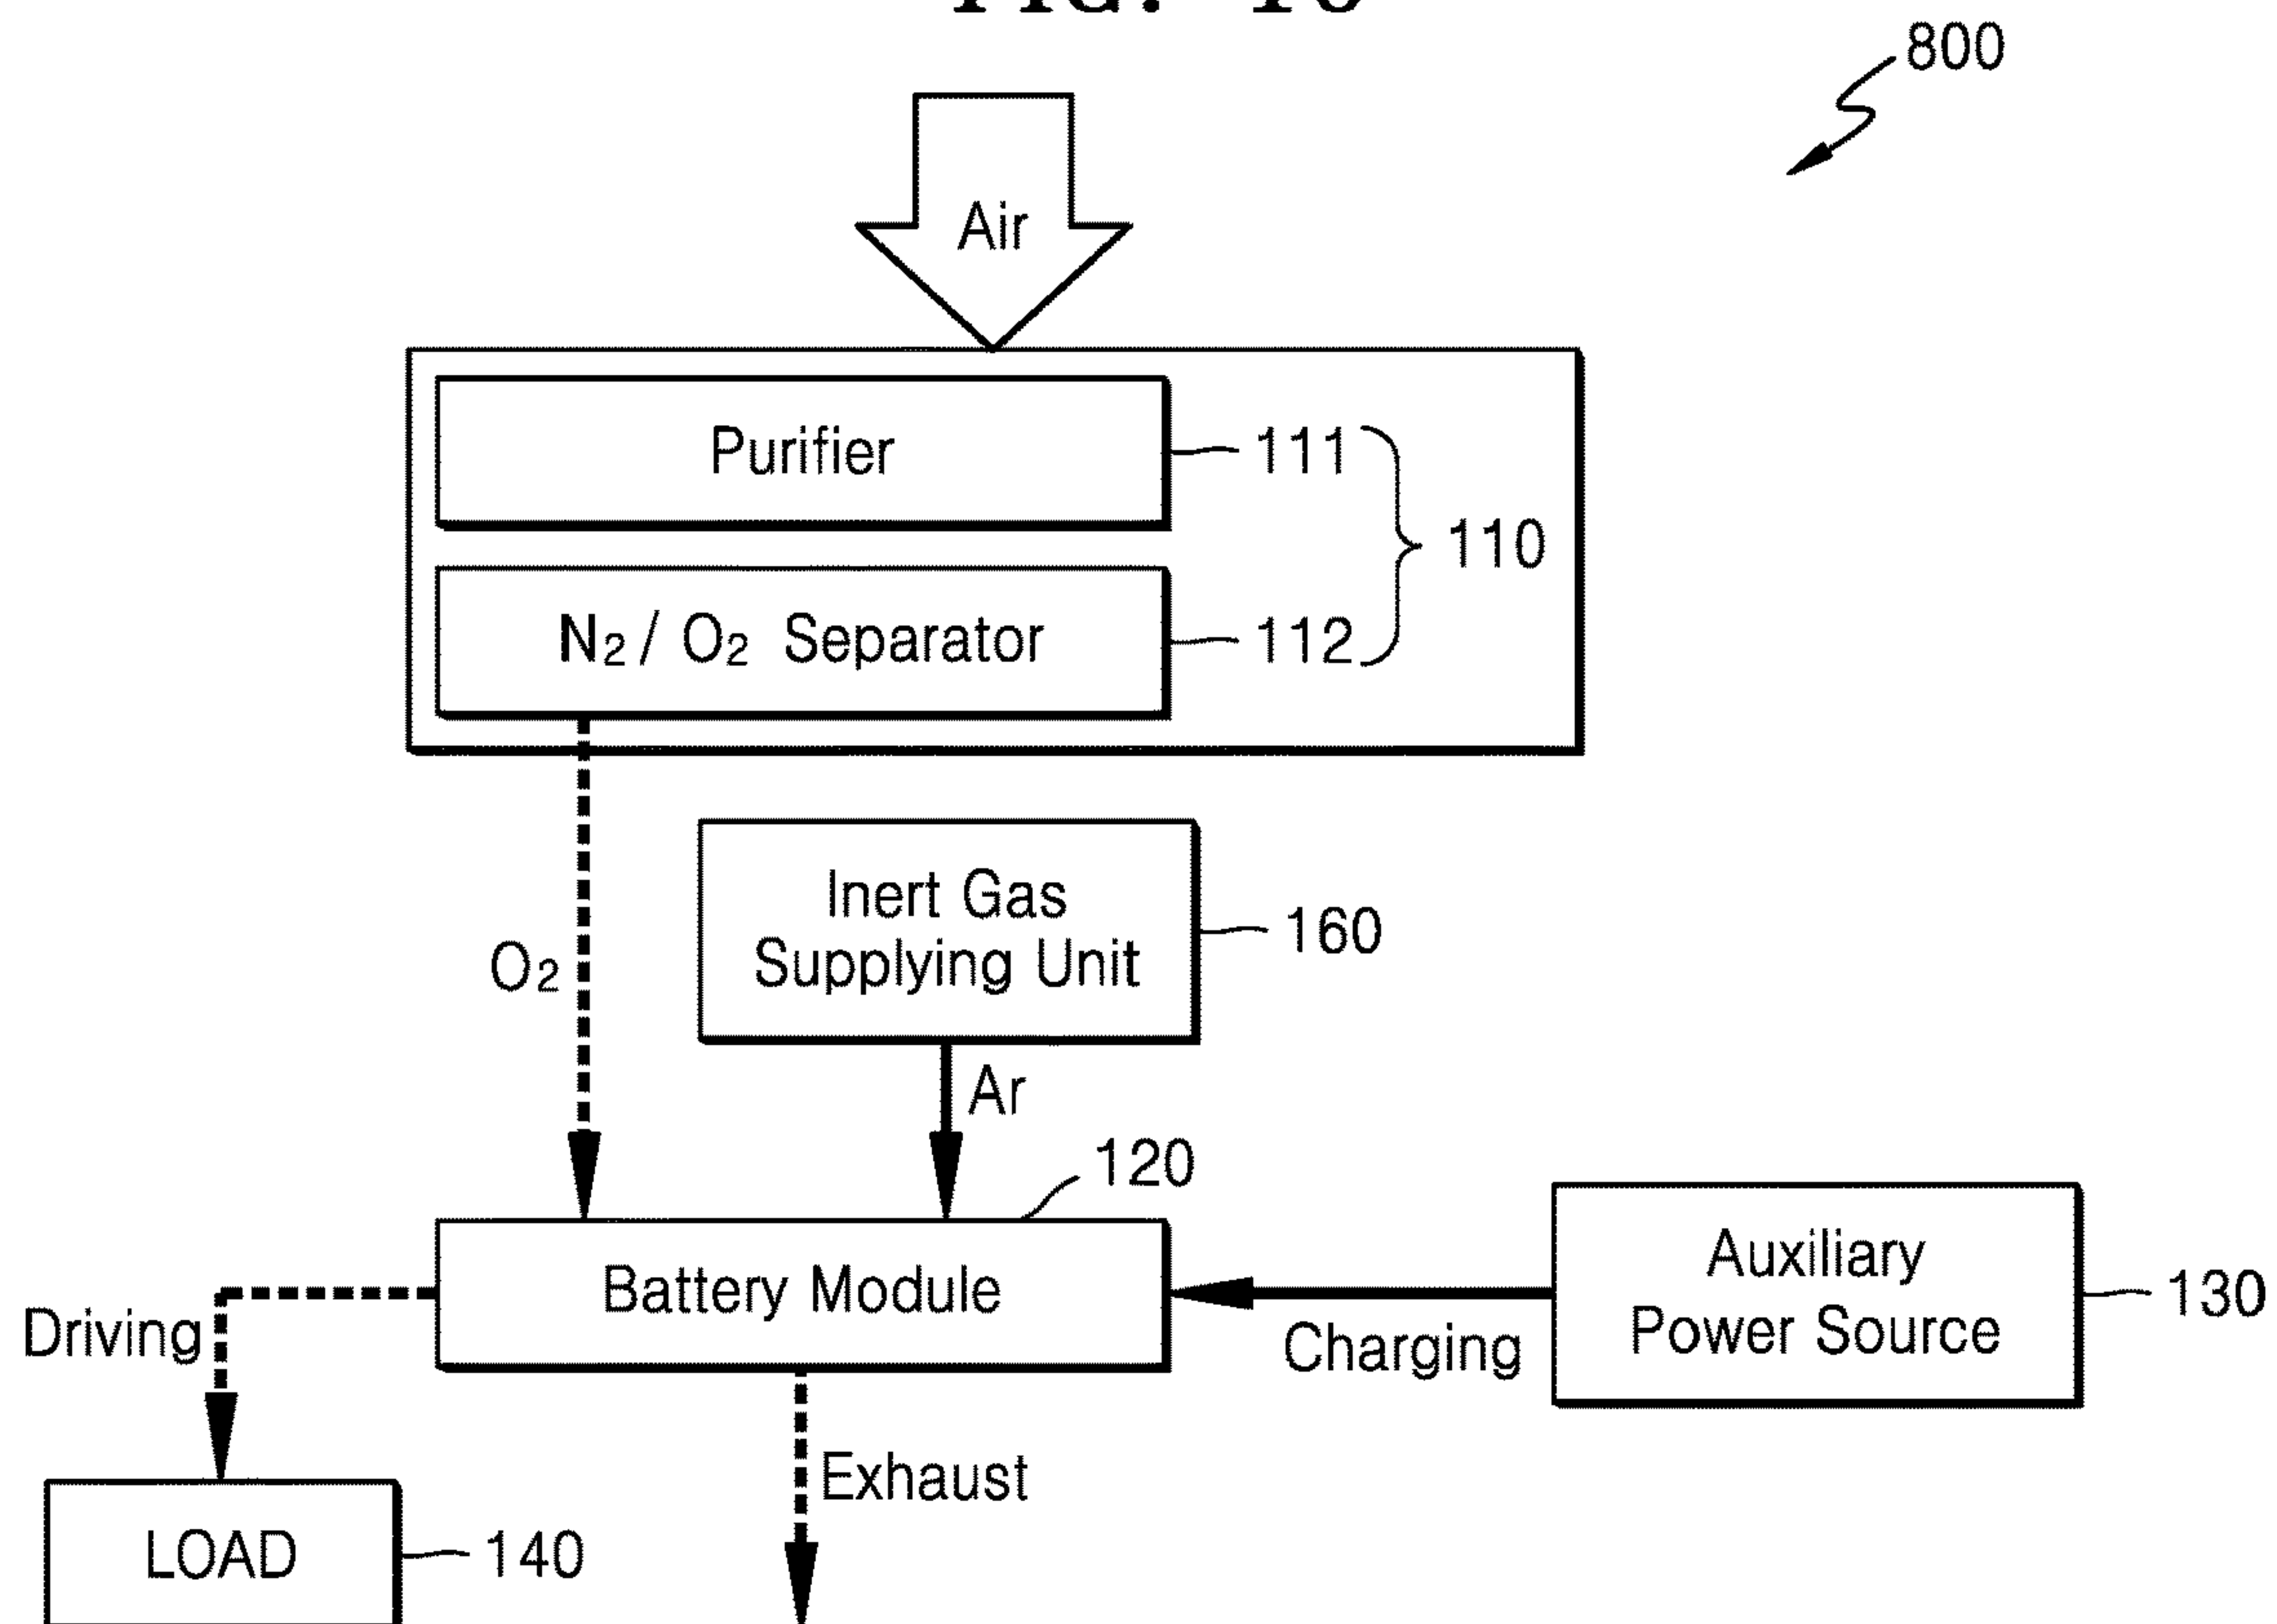 800
Air
Purifier
111
110
N₂ / O₂ Separator
112
Inert Gas
Supplying Unit
160
O₂
Ar
120
Battery Module
Auxiliary
Power Source
130
Driving
Charging
Exhaust
LOAD
140